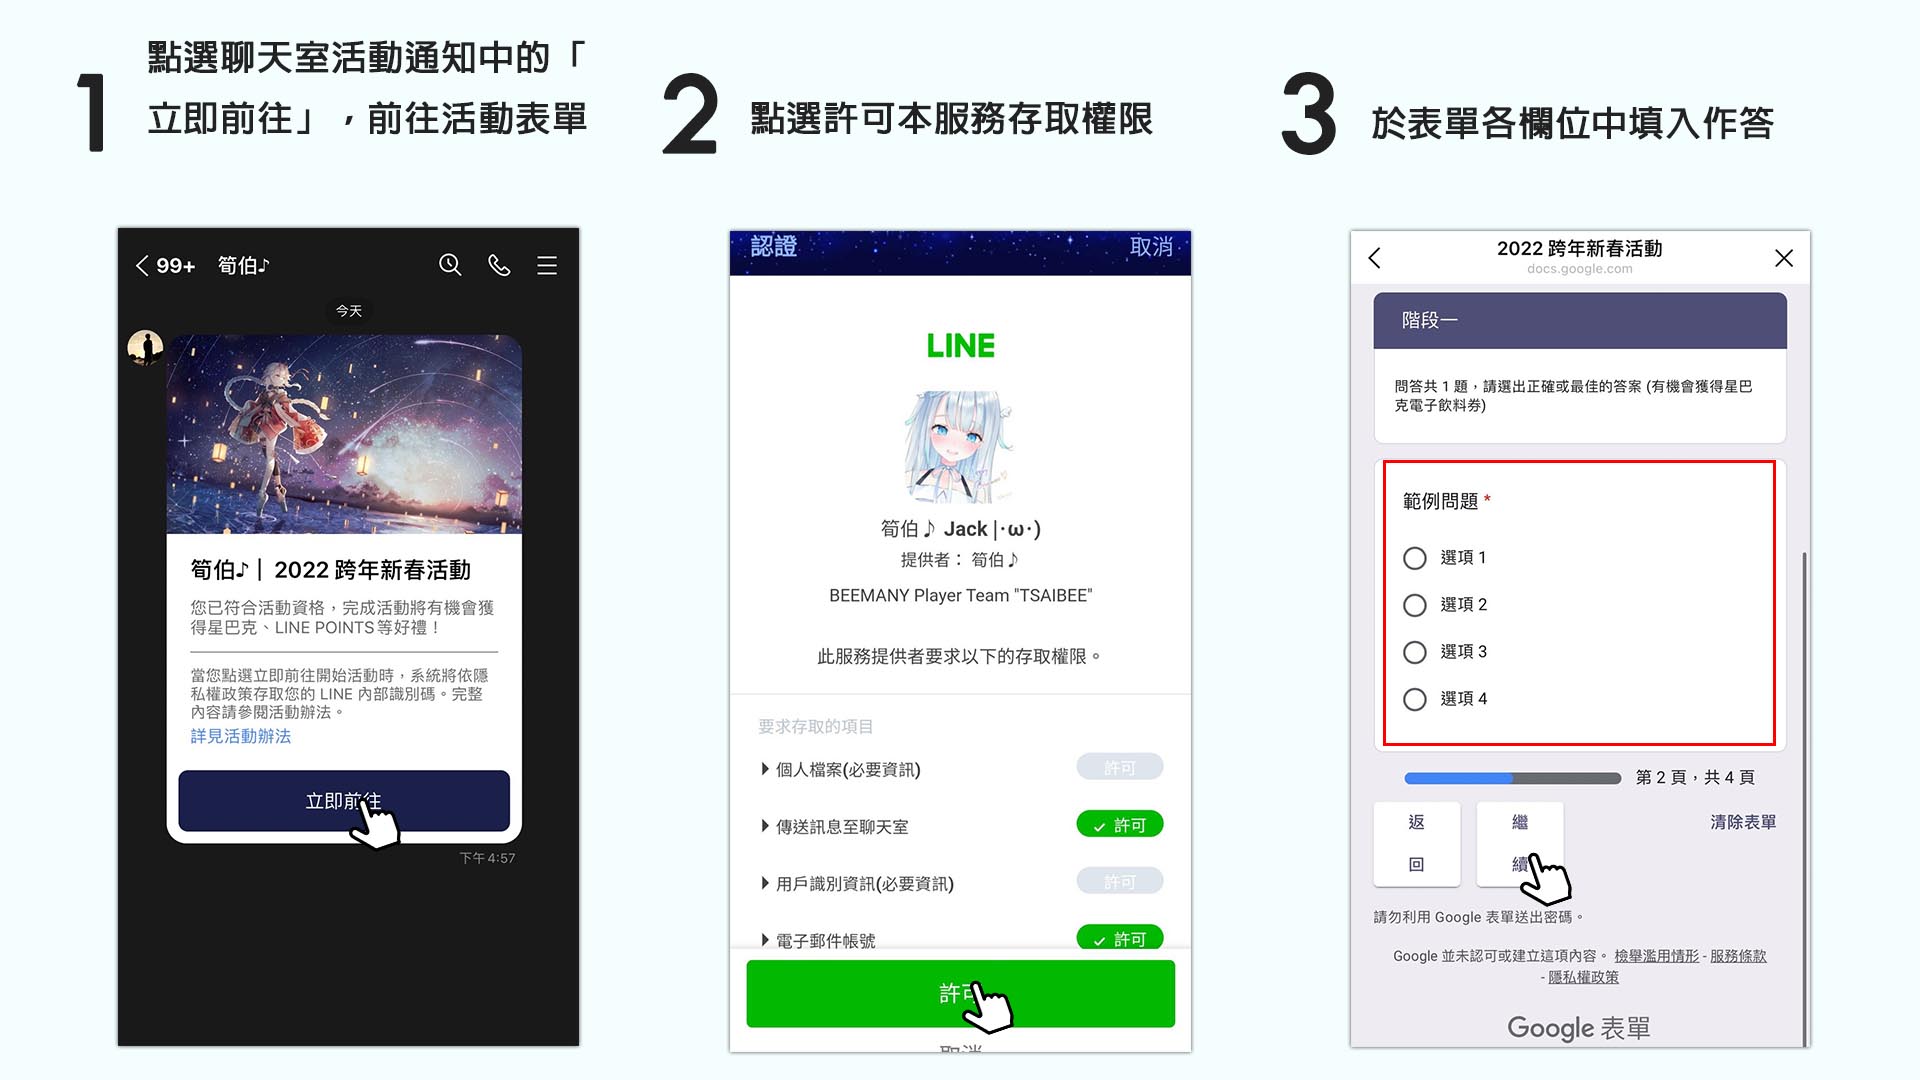 1
點選聊天室活動通知中的「
立即前往」，前往活動表單
99+ 筍伯♪
今天
筍伯♪｜2022 跨年新春活動
您已符合活動資格，完成活動將有機會獲
得星巴克、LINE POINTS等好禮！
當您點選立即前往開始活動時，系統將依隱
私權政策存取您的 LINE 內部識別碼。完整
內容請參閱活動辦法。
詳見活動辦法
立即前往
下午4:57
2
點選許可本服務存取權限
認證 取消
LINE
筍伯♪ Jack |･ω･)
提供者： 筍伯♪
BEEMANY Player Team "TSAIBEE"
此服務提供者要求以下的存取權限。
要求存取的項目
個人檔案(必要資訊) 許可
傳送訊息至聊天室 許可
用戶識別資訊(必要資訊) 許可
電子郵件帳號 許可
許可
取消
3
於表單各欄位中填入作答
2022 跨年新春活動
docs.google.com
階段一
問答共 1 題，請選出正確或最佳的答案 (有機會獲得星巴
克電子飲料券)
範例問題 *
選項 1
選項 2
選項 3
選項 4
第 2 頁，共 4 頁
返
回
繼
續
清除表單
請勿利用 Google 表單送出密碼。
Google 並未認可或建立這項內容。 檢舉濫用情形 - 服務條款
- 隱私權政策
Google 表單